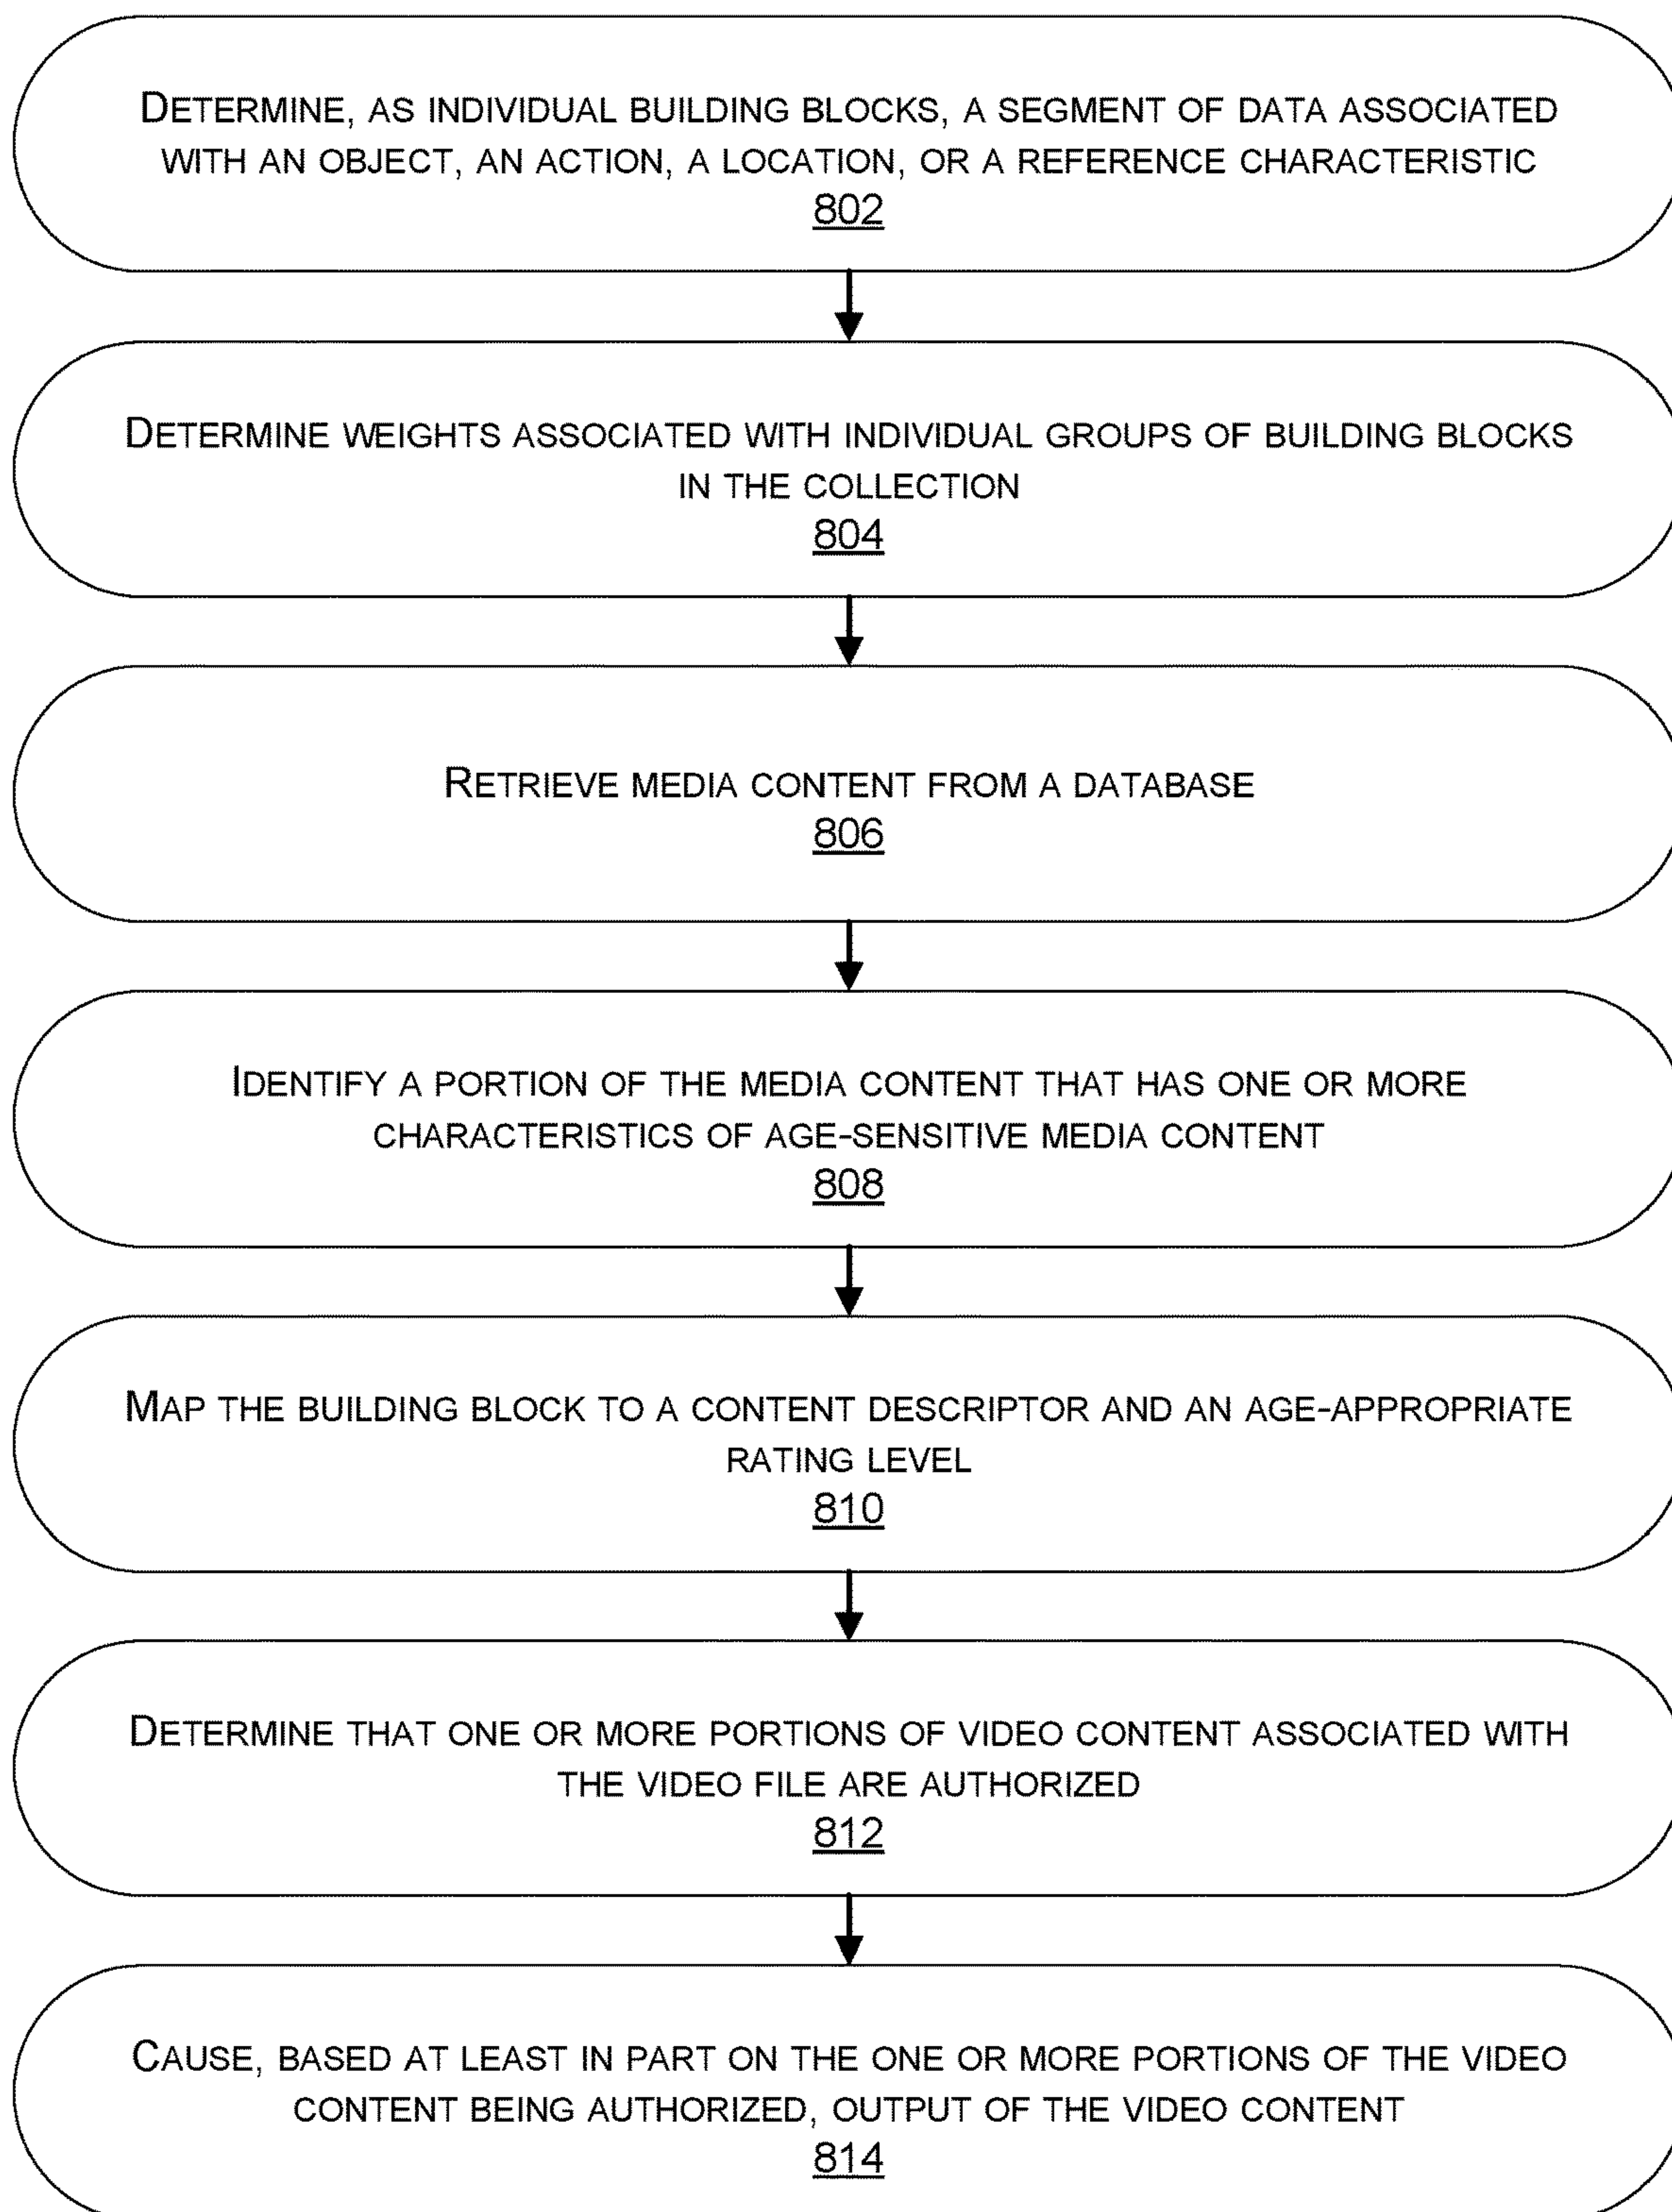 DETERMINE, AS INDIVIDUAL BUILDING BLOCKS, A SEGMENT OF DATA ASSOCIATED
WITH AN OBJECT, AN ACTION, A LOCATION, OR A REFERENCE CHARACTERISTIC
802
DETERMINE WEIGHTS ASSOCIATED WITH INDIVIDUAL GROUPS OF BUILDING BLOCKS
IN THE COLLECTION
804
RETRIEVE MEDIA CONTENT FROM A DATABASE
806
IDENTIFY A PORTION OF THE MEDIA CONTENT THAT HAS ONE OR MORE
CHARACTERISTICS OF AGE-SENSITIVE MEDIA CONTENT
808
MAP THE BUILDING BLOCK TO A CONTENT DESCRIPTOR AND AN AGE-APPROPRIATE
RATING LEVEL
810
DETERMINE THAT ONE OR MORE PORTIONS OF VIDEO CONTENT ASSOCIATED WITH
THE VIDEO FILE ARE AUTHORIZED
812
CAUSE, BASED AT LEAST IN PART ON THE ONE OR MORE PORTIONS OF THE VIDEO
CONTENT BEING AUTHORIZED, OUTPUT OF THE VIDEO CONTENT
814